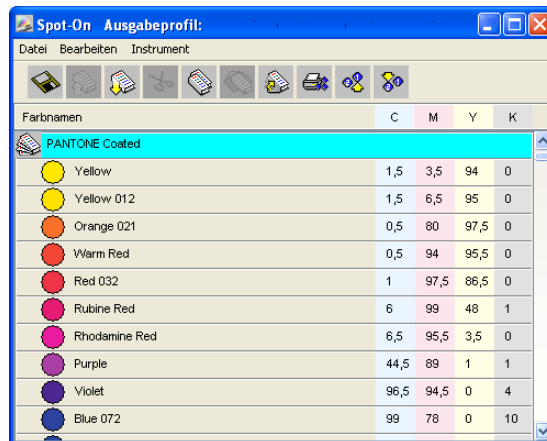 Spot-On Ausgabeprofil:
Datei Bearbeiten Instrument
Farbnamen C M Y K
PANTONE Coated
Yellow 1,5 3,5 94 0
Yellow 012 1,5 6,5 95 0
Orange 021 0,5 80 97,5 0
Warm Red 0,5 94 95,5 0
Red 032 1 97,5 86,5 0
Rubine Red 6 99 48 1
Rhodamine Red 6,5 95,5 3,5 0
Purple 44,5 89 1 1
Violet 96,5 94,5 0 4
Blue 072 99 78 0 10